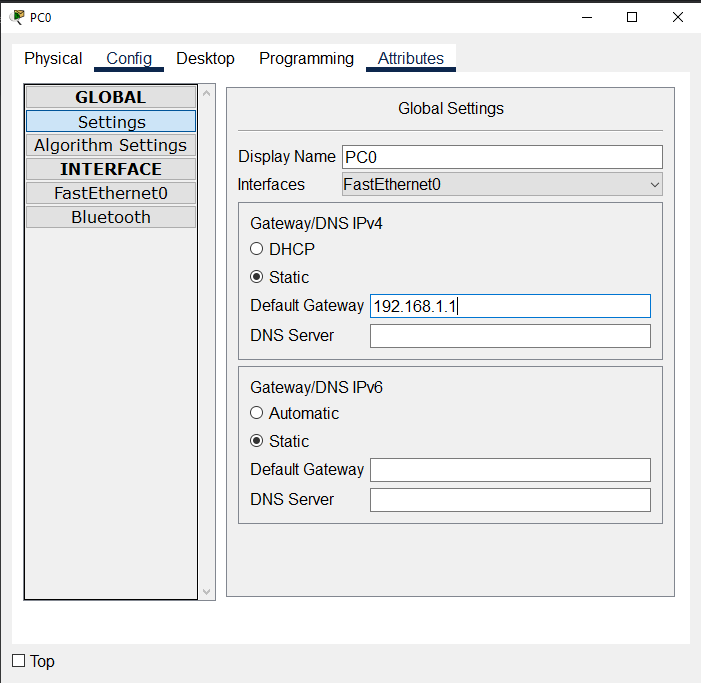 PC0
Physical Config Desktop Programming Attributes
GLOBAL
Settings
Algorithm Settings
INTERFACE
FastEthernet0
Bluetooth
Global Settings
Display Name PC0
Interfaces FastEthernet0
Gateway/DNS IPv4
DHCP
Static
Default Gateway 192.168.1.1
DNS Server
Gateway/DNS IPv6
Automatic
Static
Default Gateway
DNS Server
Top